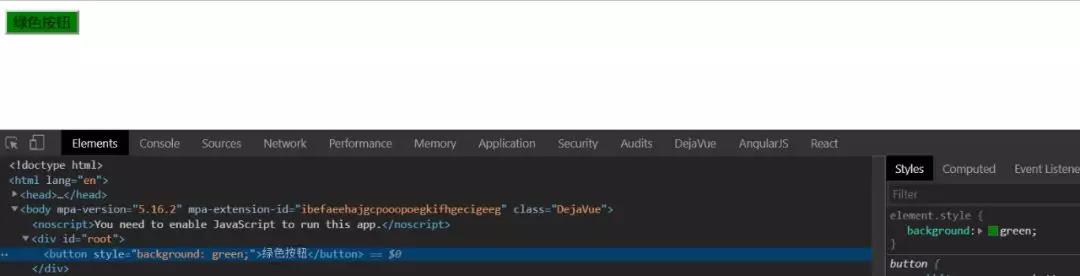 绿色按钮
Elements Console Sources Network Performance Memory Application Security Audits DejaVue AngularJS React
<!doctype html>
<html lang="en">
<head>…</head>
<body mpa-version="5.16.2" mpa-extension-id="ibefaeehajgcpooopoegkifhgecigeeg" class="DejaVue">
<noscript>You need to enable JavaScript to run this app.</noscript>
<div id="root">
<button style="background: green;">绿色按钮</button> == $0
</div>
Styles Computed Event Listene
Filter
element.style {
background: green;
}
button {